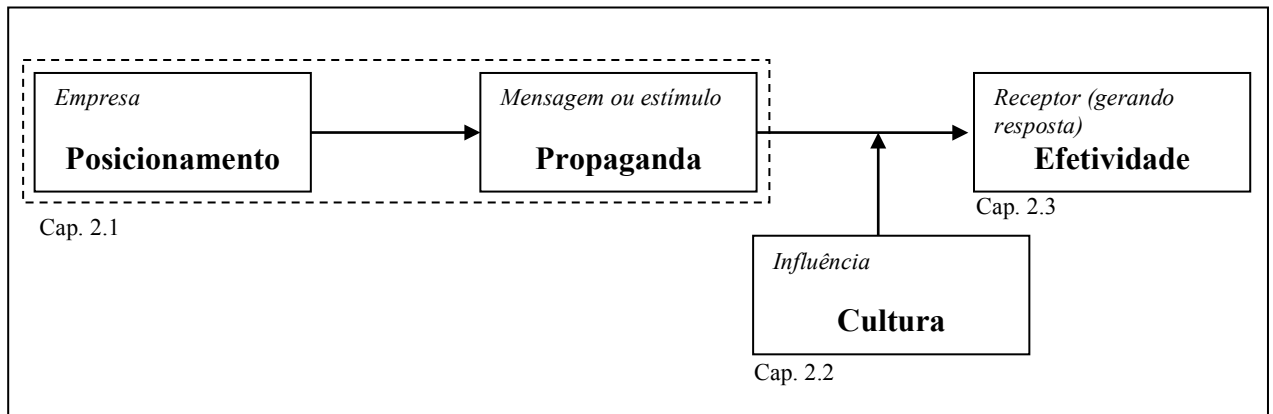 Empresa
Posicionamento
Cap. 2.1
Mensagem ou estímulo
Propaganda
Receptor (gerando
resposta)
Efetividade
Cap. 2.3
Influência
Cultura
Cap. 2.2